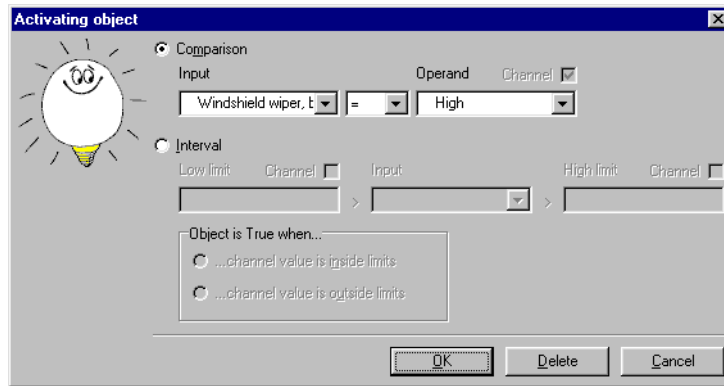 Activating object
Comparison
Input Operand Channel
Windshield wiper, = High
Interval
Low limit Channel Input High limit Channel
> >
Object is True when...
...channel value is inside limits
...channel value is outside limits
OK Delete Cancel